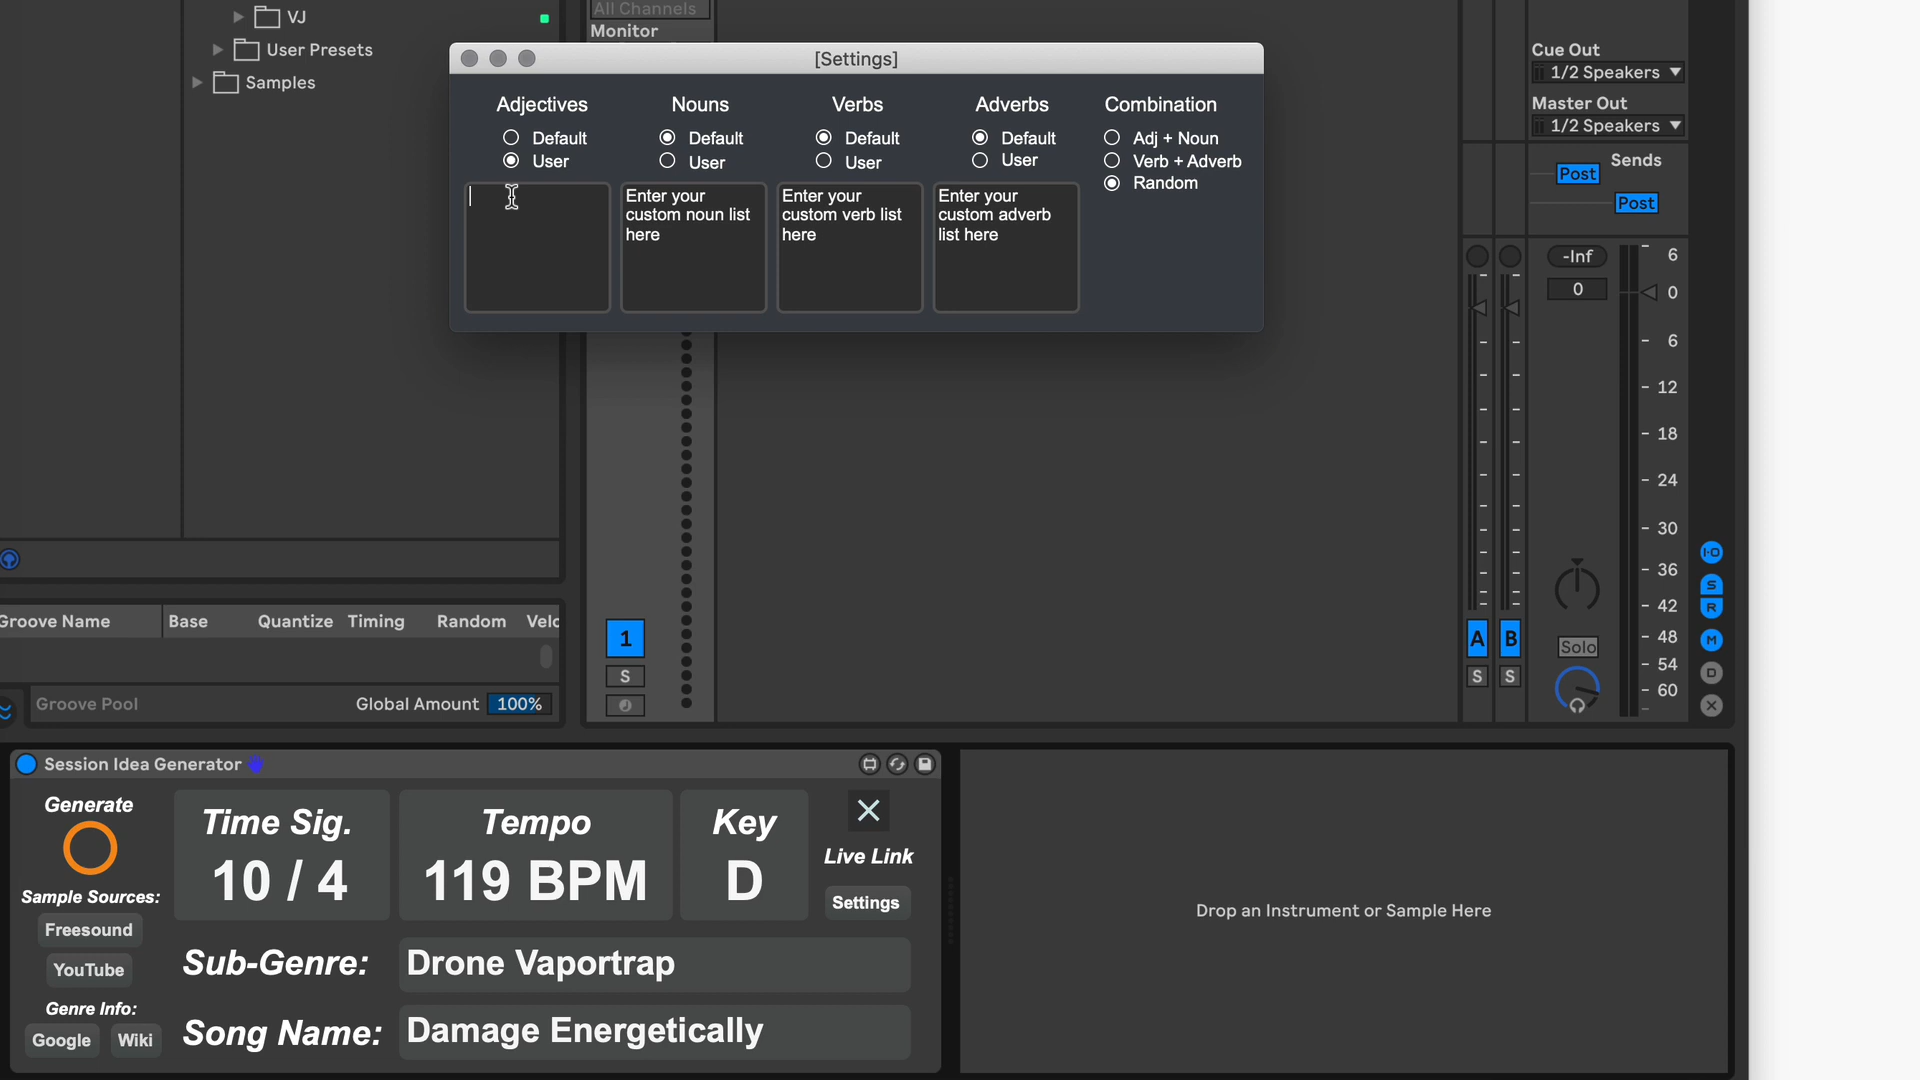 VJ
User Presets
Samples
All Channels
Monitor
[Settings]
Adjectives
Nouns
Verbs
Adverbs
Combination
Default
User
Default
User
Default
User
Default
User
Adj + Noun
Verb + Adverb
Random
Enter your
custom noun list
here
Enter your
custom verb list
here
Enter your
custom adverb
list here
Cue Out
1/2 Speakers
Master Out
1/2 Speakers
Sends
Post
Post
-Inf
0
6
0
6
12
18
24
30
36
42
48
54
60
I·O
S
R
M
D
A
B
S
S
Solo
1
S
Groove Name
Base
Quantize
Timing
Random
Velo
Groove Pool
Global Amount
100%
Session Idea Generator
Generate
Sample Sources:
Freesound
YouTube
Genre Info:
Google
Wiki
Time Sig.
10 / 4
Tempo
119 BPM
Key
D
Live Link
Settings
Sub-Genre:
Drone Vaportrap
Song Name:
Damage Energetically
Drop an Instrument or Sample Here